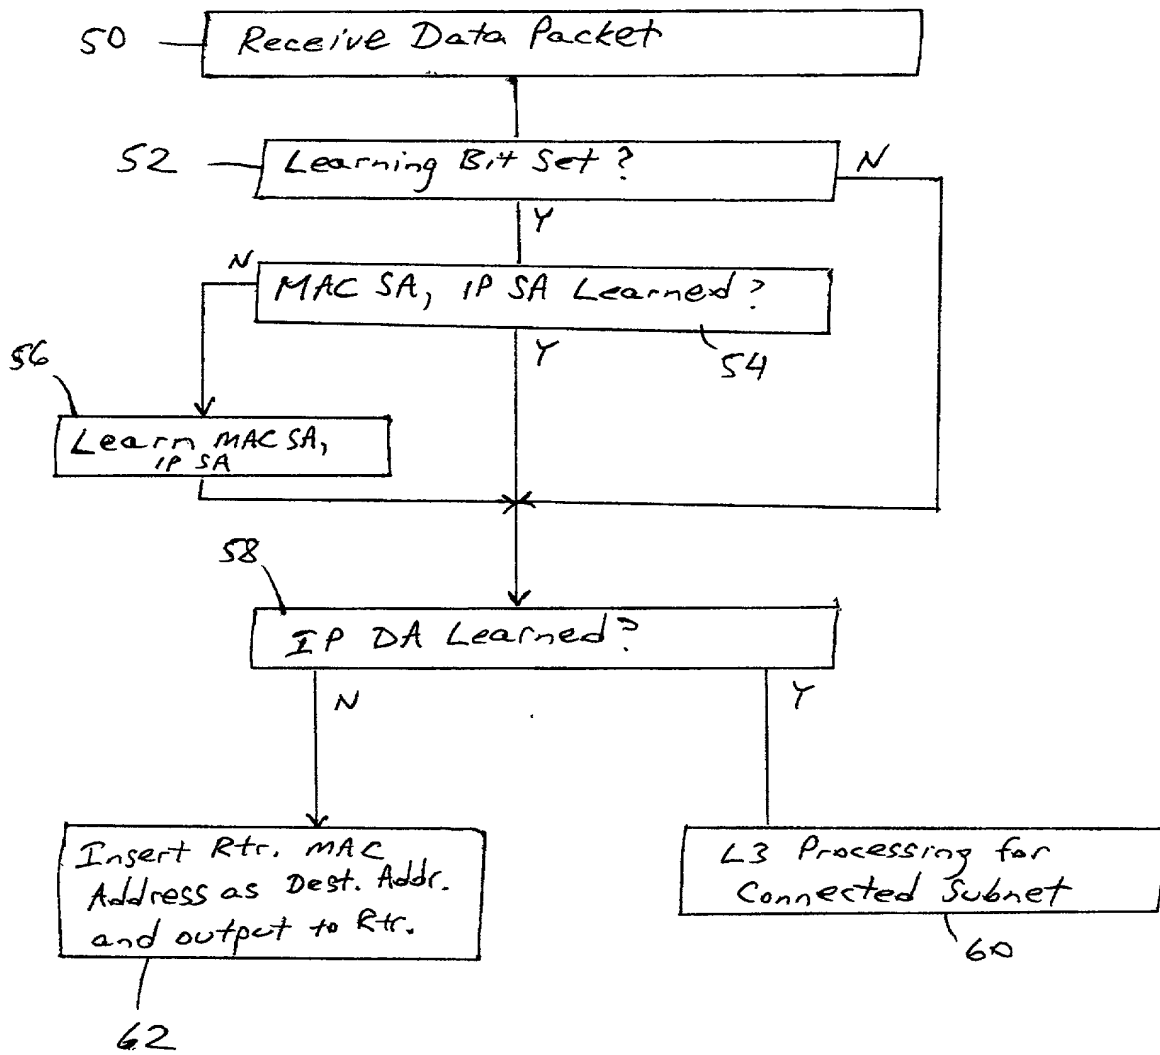 50 Receive Data Packet
52 Learning Bit Set?
N
Y
N
MAC SA, IP SA Learned?
54
Y
56
Learn MAC SA,
IP SA
58
IP DA Learned?
N
Y
Insert Rtr. MAC
Address as Dest. Addr.
and output to Rtr.
62
L3 Processing for
Connected Subnet
60